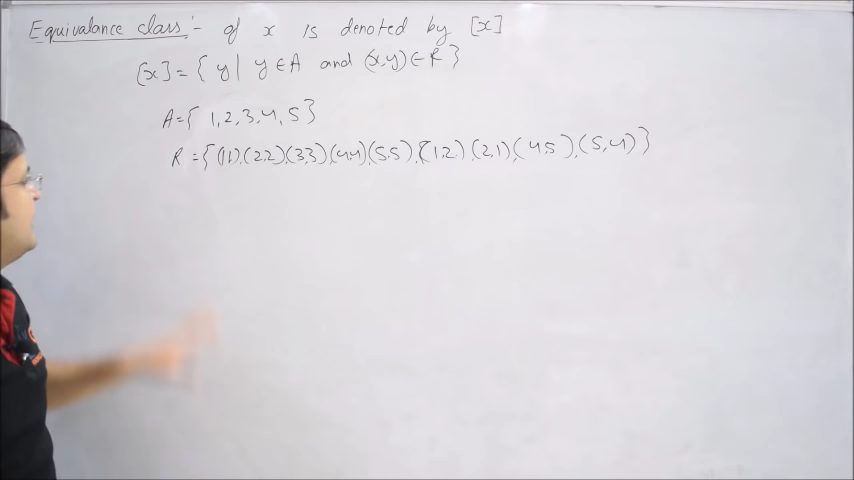 Equivalance class :- of x is denoted by [x]
[x] = { y | y ∈ A and (x,y) ∈ R }
A = { 1, 2, 3, 4, 5 }
R = { (1,1), (2,2), (3,3), (4,4), (5,5), (1,2), (2,1), (4,5), (5,4) }